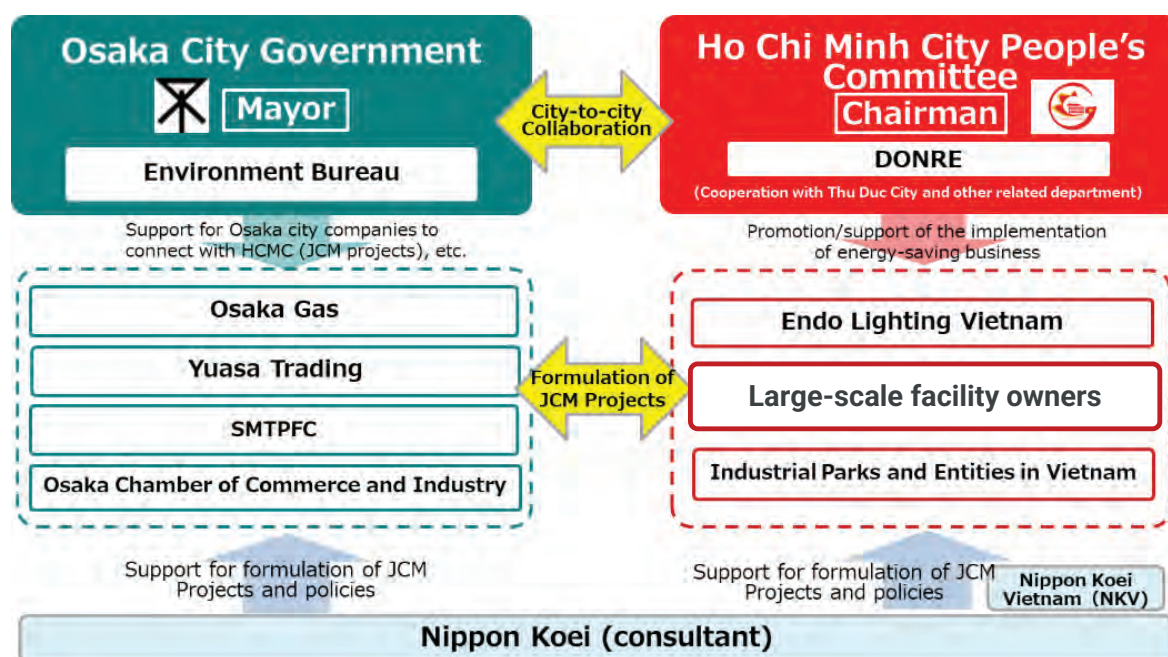 Osaka City Government
Mayor
Environment Bureau
City-to-city
Collaboration
Ho Chi Minh City People's
Committee
Chairman
DONRE
(Cooperation with Thu Duc City and other related department)
Support for Osaka city companies to
connect with HCMC (JCM projects), etc.
Promotion/support of the implementation
of energy-saving business
Osaka Gas
Yuasa Trading
SMTPFC
Osaka Chamber of Commerce and Industry
Formulation of
JCM Projects
Endo Lighting Vietnam
Large-scale facility owners
Industrial Parks and Entities in Vietnam
Support for formulation of JCM
Projects and policies
Support for formulation of JCM
Projects and policies
Nippon Koei
Vietnam (NKV)
Nippon Koei (consultant)